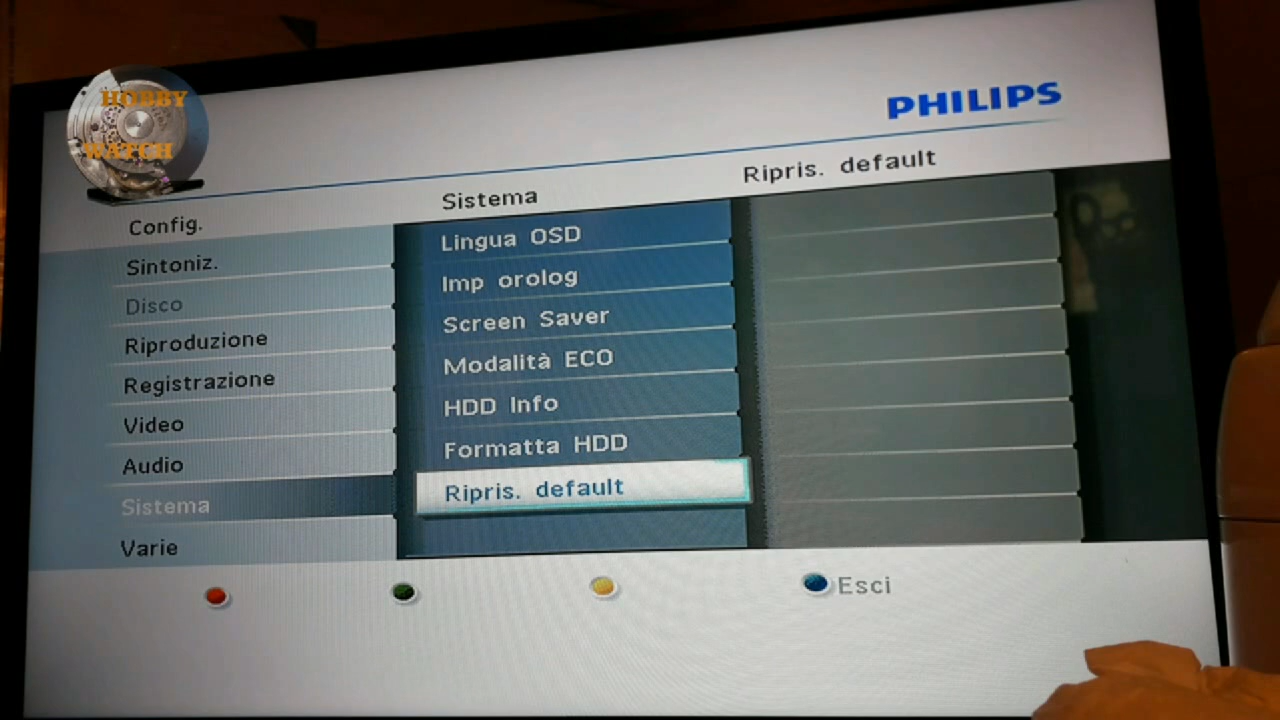 HOBBY
WATCH
PHILIPS
Config.
Sistema
Ripris. default
Sintoniz.
Disco
Riproduzione
Registrazione
Video
Audio
Sistema
Varie
Lingua OSD
Imp orolog
Screen Saver
Modalità ECO
HDD Info
Formatta HDD
Ripris. default
Esci